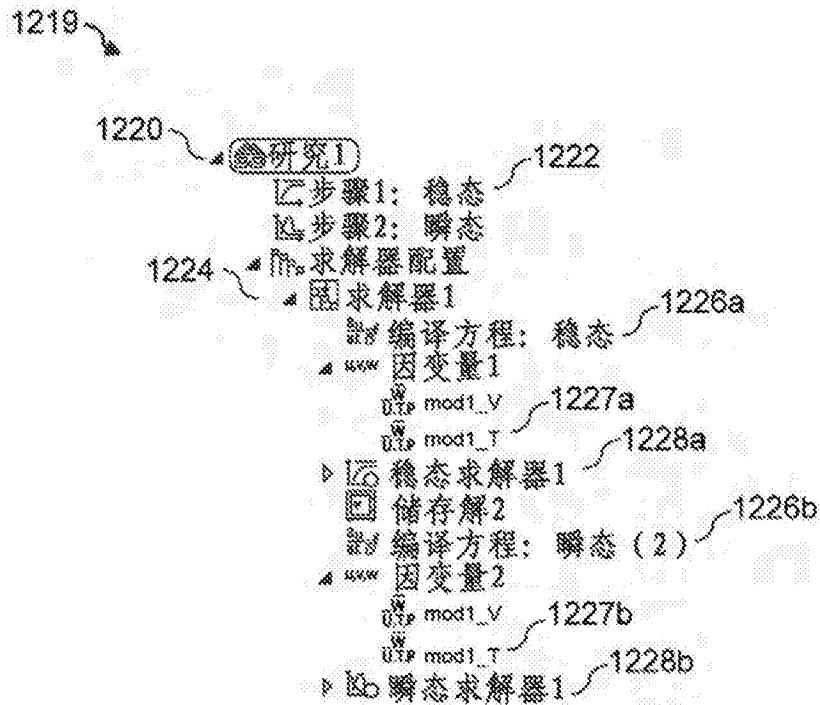 1219
1220
研究1
1222
步骤1: 稳态
步骤2: 瞬态
求解器配置
1224
求解器1
1226a
编译方程: 稳态
u,v,w 因变量1
mod1_V
1227a
mod1_T
1228a
稳态求解器1
储存解2
1226b
编译方程: 瞬态 (2)
u,v,w 因变量2
mod1_V
1227b
mod1_T
1228b
瞬态求解器1